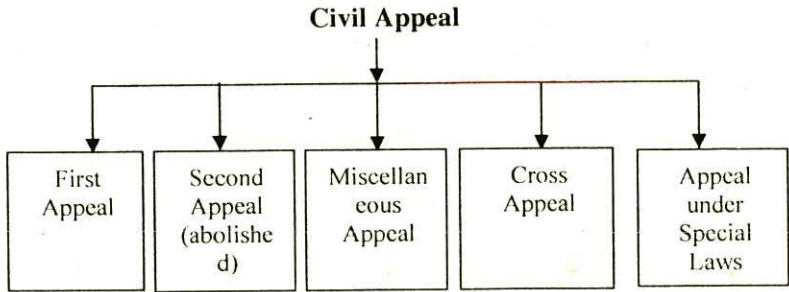 Civil Appeal
First
Appeal
Second
Appeal
(abolishe
d)
Miscellan
eous
Appeal
Cross
Appeal
Appeal
under
Special
Laws